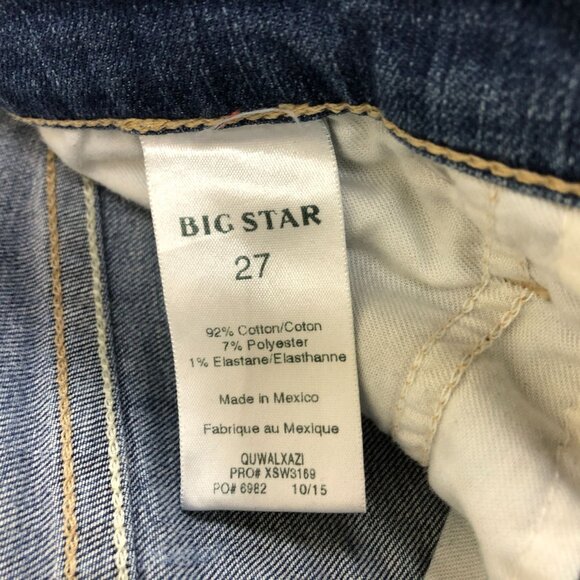 BIG STAR
27
92% Cotton/Coton
7% Polyester
1% Elastane/Elasthanne
Made in Mexico
Fabrique au Mexique
QUWALXAZI
PRO# XSW3169
PO# 6982 10/15